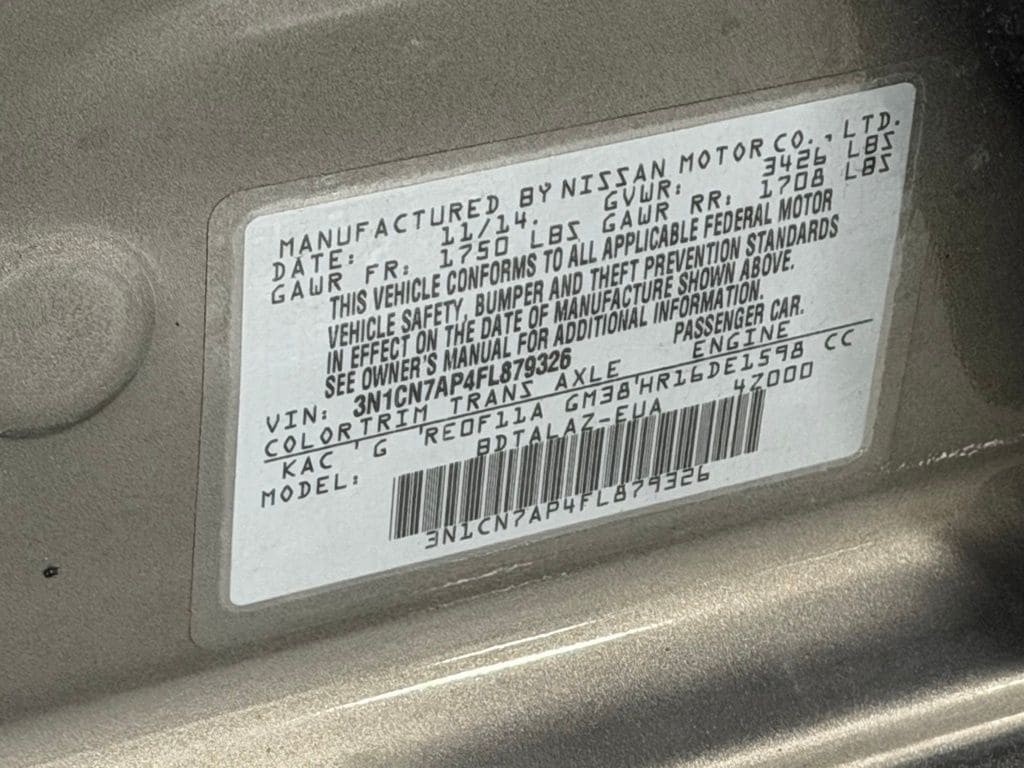 MANUFACTURED BY NISSAN MOTOR CO., LTD.
DATE: 11/14. GVWR: 3426 LBS
GAWR FR: 1750 LBS GAWR RR: 1708 LBS
THIS VEHICLE CONFORMS TO ALL APPLICABLE FEDERAL MOTOR
VEHICLE SAFETY, BUMPER AND THEFT PREVENTION STANDARDS
IN EFFECT ON THE DATE OF MANUFACTURE SHOWN ABOVE.
SEE OWNER'S MANUAL FOR ADDITIONAL INFORMATION.
VIN: 3N1CN7AP4FL879326 PASSENGER CAR.
COLOR TRIM TRANS AXLE ENGINE
KAC 'G 'RE0F11A GM38'HR16DE1598 CC
MODEL: BDTALAZ-EUA 47000
3N1CN7AP4FL879326